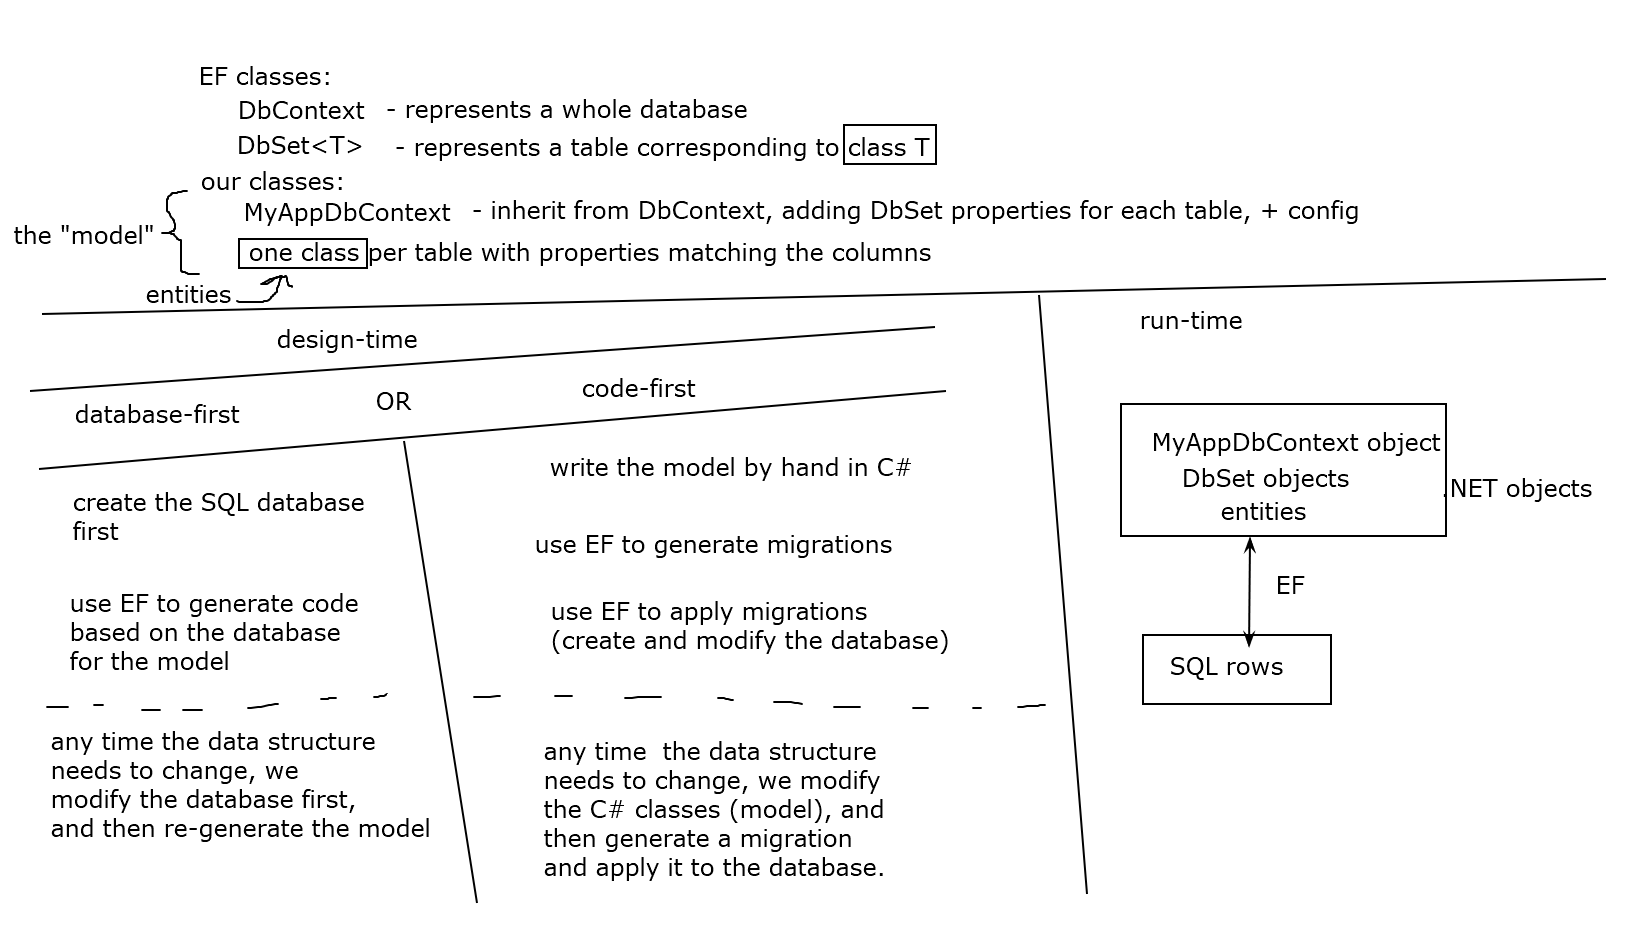 EF classes:
DbContext - represents a whole database
DbSet<T> - represents a table corresponding to class T
our classes:
the "model"
MyAppDbContext - inherit from DbContext, adding DbSet properties for each table, + config
one class per table with properties matching the columns
entities
design-time
run-time
database-first
OR
code-first
create the SQL database
first
use EF to generate code
based on the database
for the model
any time the data structure
needs to change, we
modify the database first,
and then re-generate the model
write the model by hand in C#
use EF to generate migrations
use EF to apply migrations
(create and modify the database)
any time  the data structure
needs to change, we modify
the C# classes (model), and
then generate a migration
and apply it to the database.
MyAppDbContext object
DbSet objects
entities
.NET objects
EF
SQL rows